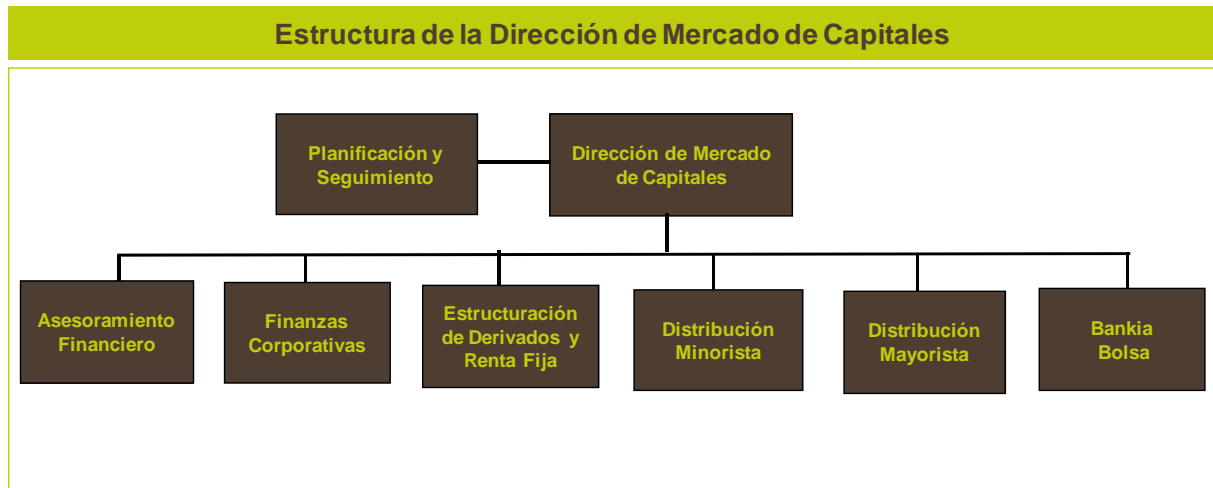 Estructura de la Dirección de Mercado de Capitales
Planificación y
Seguimiento
Dirección de Mercado
de Capitales
Asesoramiento
Financiero
Finanzas
Corporativas
Estructuración
de Derivados y
Renta Fija
Distribución
Minorista
Distribución
Mayorista
Bankia
Bolsa